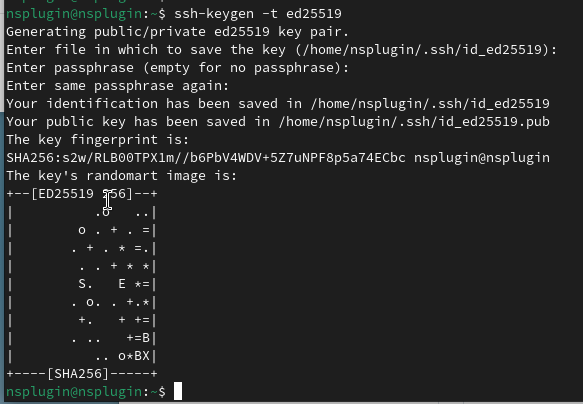 nsplugin@nsplugin:~$ ssh-keygen -t ed25519
Generating public/private ed25519 key pair.
Enter file in which to save the key (/home/nsplugin/.ssh/id_ed25519):
Enter passphrase (empty for no passphrase):
Enter same passphrase again:
Your identification has been saved in /home/nsplugin/.ssh/id_ed25519
Your public key has been saved in /home/nsplugin/.ssh/id_ed25519.pub
The key fingerprint is:
SHA256:s2w/RLB00TPX1m//b6PbV4WDV+5Z7uNPF8p5a74ECbc nsplugin@nsplugin
The key's randomart image is:
+--[ED25519 256]--+
|          .o   ..|
|        o . + . =|
|       . + . * =.|
|        . . + * *|
|        S.   E *=|
|       . o. . +.*|
|        +.   + +=|
|       . ..   +=B|
|          .. o*BX|
+----[SHA256]-----+
nsplugin@nsplugin:~$